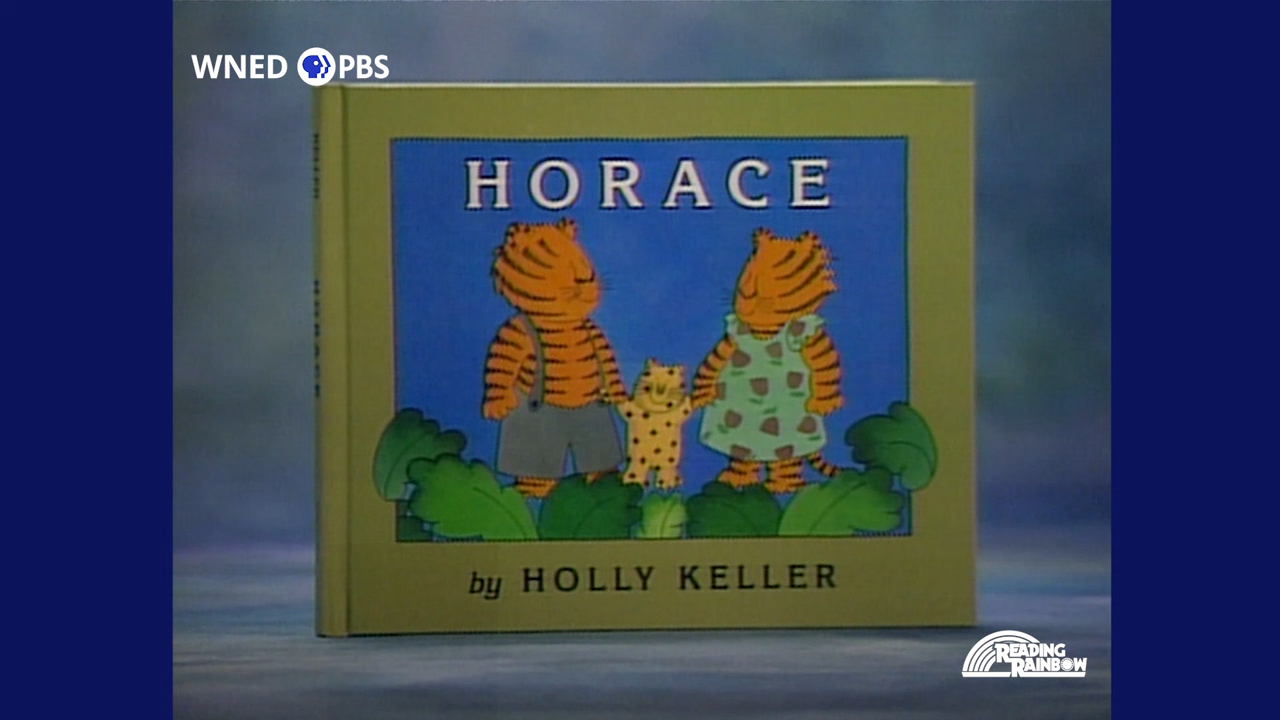 WNED PBS
HORACE
by HOLLY KELLER
READING
RAINBOW